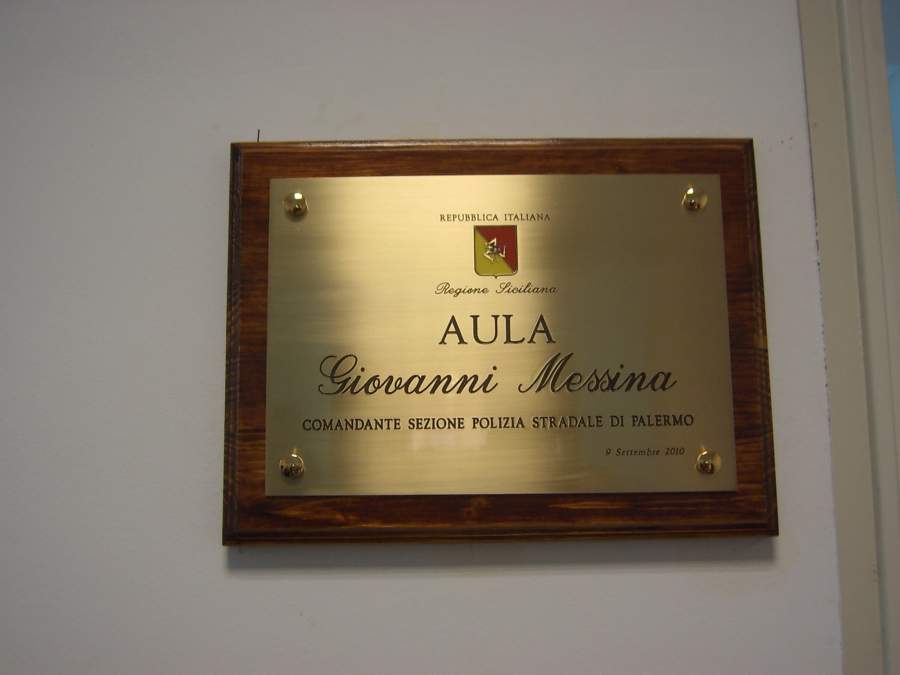 REPUBBLICA ITALIANA
Regione Siciliana
AULA
Giovanni Messina
COMANDANTE SEZIONE POLIZIA STRADALE DI PALERMO
9 Settembre 2010